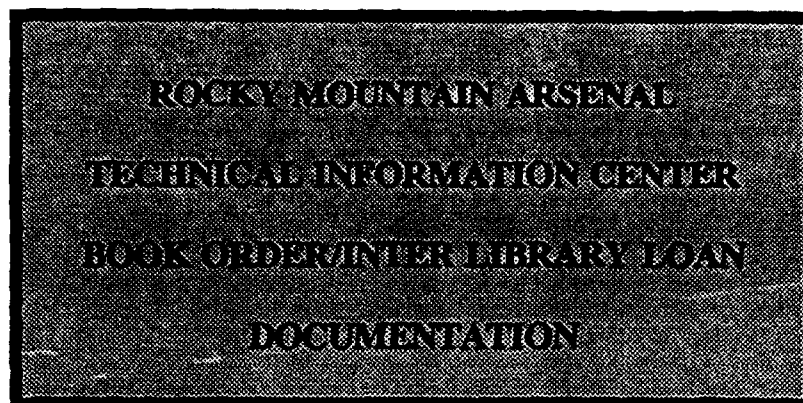 ROCKY MOUNTAIN ARSENAL
TECHNICAL INFORMATION CENTER
BOOK ORDER/INTER LIBRARY LOAN
DOCUMENTATION